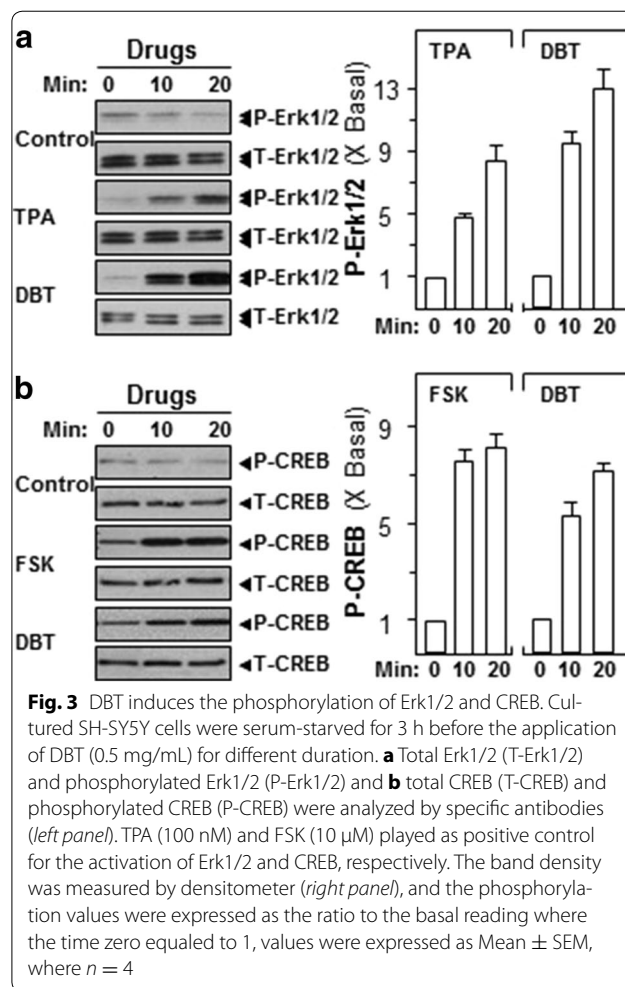 a
Drugs
Min: 0 10 20
Control
P-Erk1/2
T-Erk1/2
TPA
P-Erk1/2
T-Erk1/2
DBT
P-Erk1/2
T-Erk1/2
P-Erk1/2 (X Basal)
TPA DBT
13
9
5
1
Min: 0 10 20 0 10 20
b
Drugs
Min: 0 10 20
Control
P-CREB
T-CREB
FSK
P-CREB
T-CREB
DBT
P-CREB
T-CREB
P-CREB (X Basal)
FSK DBT
9
5
1
Min: 0 10 20 0 10 20
Fig. 3 DBT induces the phosphorylation of Erk1/2 and CREB. Cul-
tured SH-SY5Y cells were serum-starved for 3 h before the application
of DBT (0.5 mg/mL) for different duration. a Total Erk1/2 (T-Erk1/2)
and phosphorylated Erk1/2 (P-Erk1/2) and b total CREB (T-CREB) and
phosphorylated CREB (P-CREB) were analyzed by specific antibodies
(left panel). TPA (100 nM) and FSK (10 μM) played as positive control
for the activation of Erk1/2 and CREB, respectively. The band density
was measured by densitometer (right panel), and the phosphoryla-
tion values were expressed as the ratio to the basal reading where
the time zero equaled to 1, values were expressed as Mean ± SEM,
where n = 4